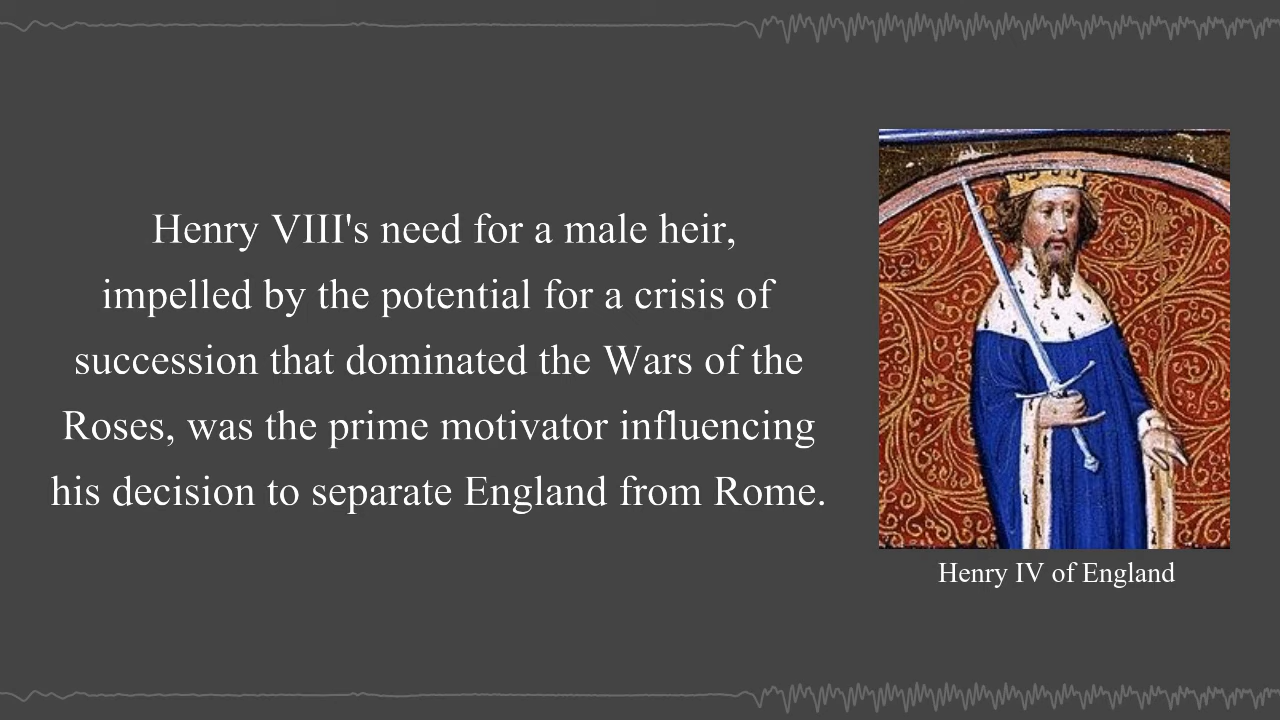 Henry VIII's need for a male heir,
impelled by the potential for a crisis of
succession that dominated the Wars of the
Roses, was the prime motivator influencing
his decision to separate England from Rome.
Henry IV of England